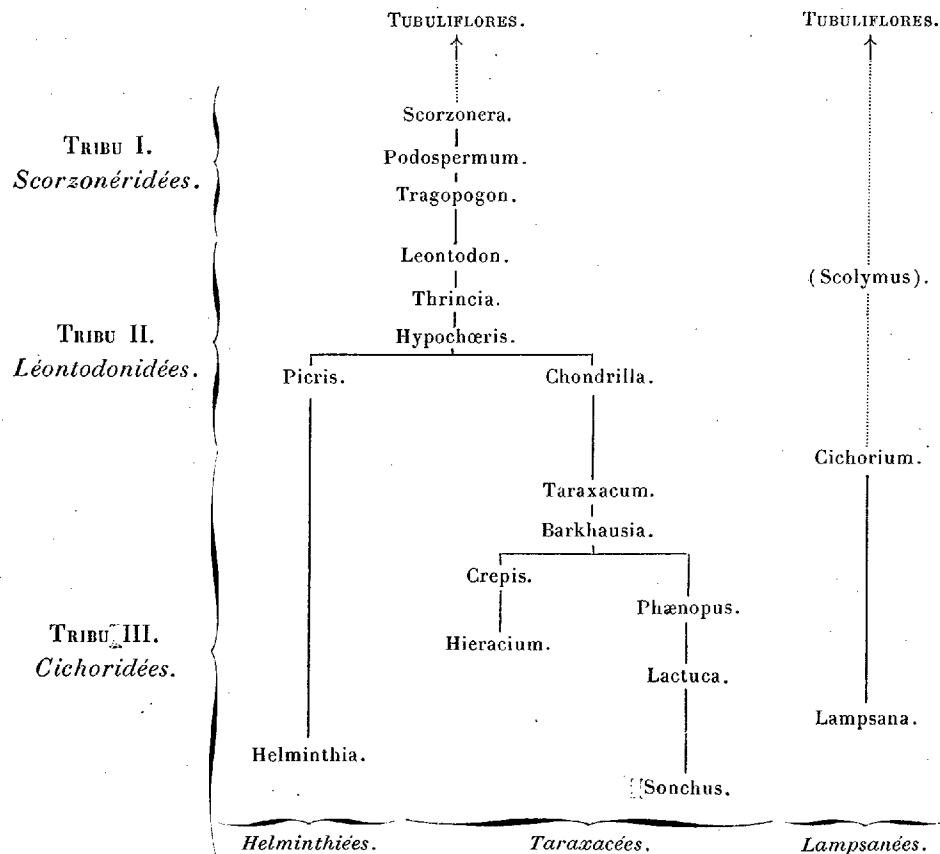 TUBULIFLORES. TUBULIFLORES.
Scorzonera.
TRIBU I.
Podospermum.
Scorzonéridées.
Tragopogon.
Leontodon.
(Scolymus).
Thrincia.
TRIBU II.
Hypochœris.
Léontodonidées.
Picris. Chondrilla.
Cichorium.
Taraxacum.
Barkhausia.
Crepis.
Phænopus.
TRIBU III.
Hieracium.
Cichoridées.
Lactuca.
Lampsana.
Helminthia.
Sonchus.
Helminthiées. Taraxacées. Lampsanées.